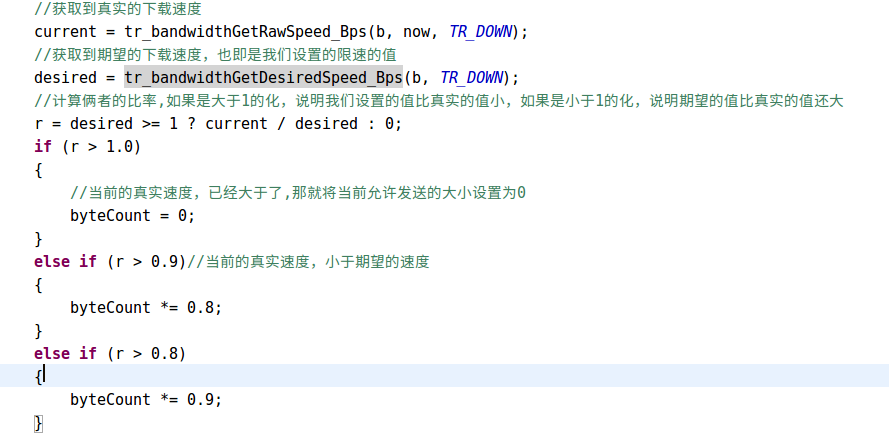 //获取到真实的下载速度
current = tr_bandwidthGetRawSpeed_Bps(b, now, TR_DOWN);
//获取到期望的下载速度，也即是我们设置的限速的值
desired = tr_bandwidthGetDesiredSpeed_Bps(b, TR_DOWN);
//计算俩者的比率,如果是大于1的化，说明我们设置的值比真实的值小，如果是小于1的化，说明期望的值比真实的值还大
r = desired >= 1 ? current / desired : 0;
if (r > 1.0)
{
//当前的真实速度，已经大于了,那就将当前允许发送的大小设置为0
byteCount = 0;
}
else if (r > 0.9)//当前的真实速度，小于期望的速度
{
byteCount *= 0.8;
}
else if (r > 0.8)
{
byteCount *= 0.9;
}